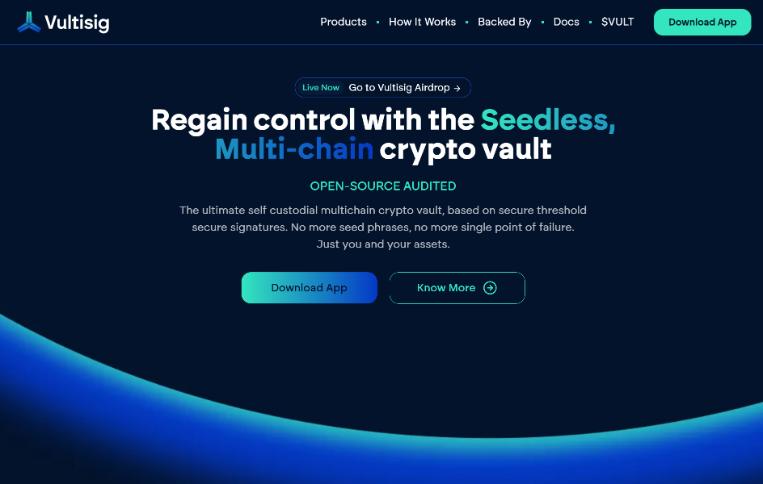 Vultisig
Products • How It Works • Backed By • Docs • $VULT
Download App
Live Now Go to Vultisig Airdrop →
Regain control with the Seedless,
Multi-chain crypto vault
OPEN-SOURCE AUDITED
The ultimate self custodial multichain crypto vault, based on secure threshold
secure signatures. No more seed phrases, no more single point of failure.
Just you and your assets.
Download App
Know More